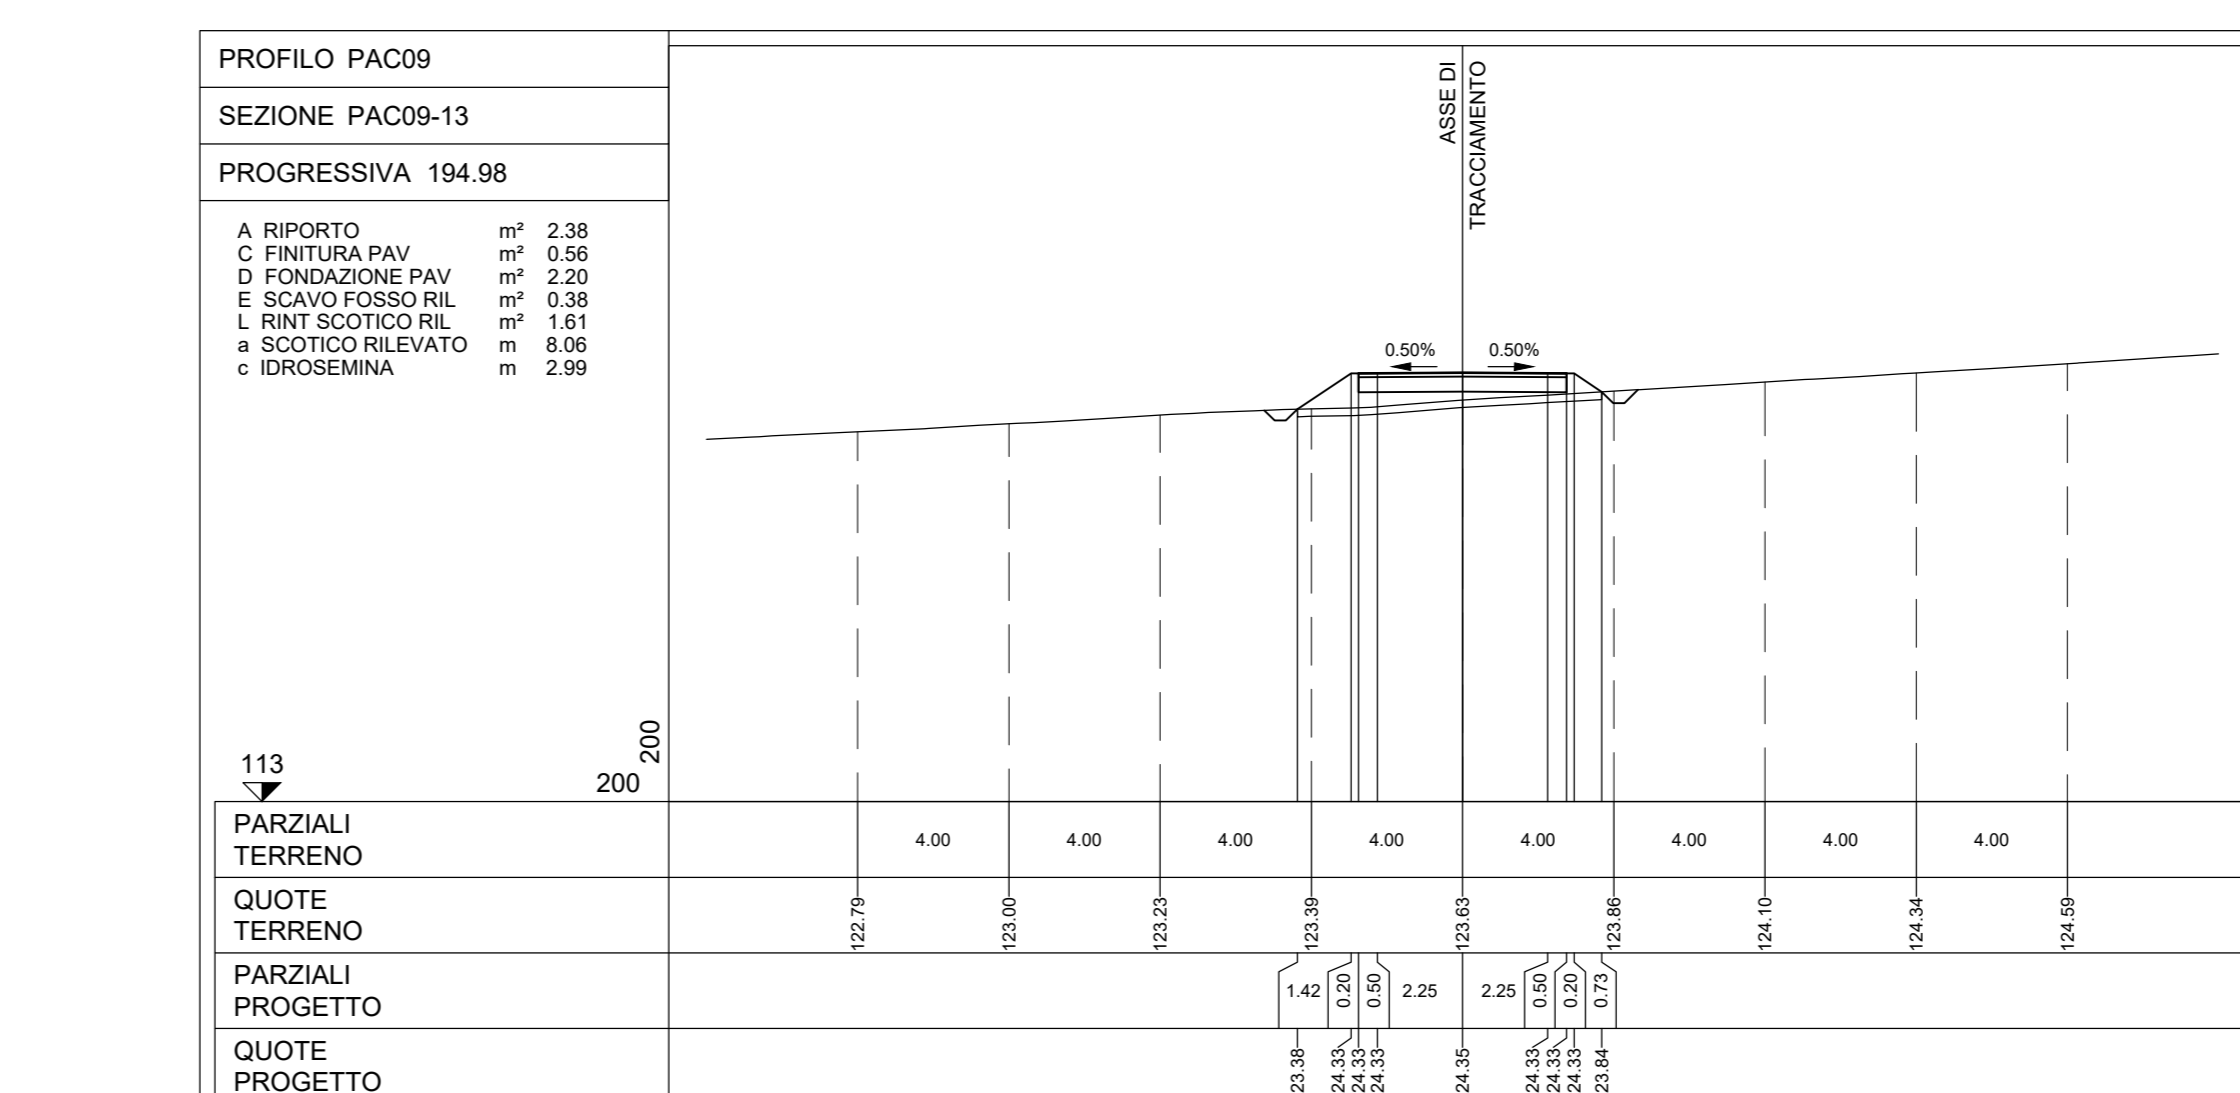 PROFILO PAC09
SEZIONE PAC09-13
PROGRESSIVA 194.98
A RIPORTO m² 2.38
C FINITURA PAV m² 0.56
D FONDAZIONE PAV m² 2.20
E SCAVO FOSSO RIL m² 0.38
L RINT SCOTICO RIL m² 1.61
a SCOTICO RILEVATO m 8.06
c IDROSEMINA m 2.99
ASSE DI
TRACCIAMENTO
0.50% 0.50%
113
200
200
PARZIALI
TERRENO
4.00 4.00 4.00 4.00 4.00 4.00 4.00 4.00
QUOTE
TERRENO
122.79 123.00 123.23 123.39 123.63 123.86 124.10 124.34 124.59
PARZIALI
PROGETTO
1.42 0.20 0.50 2.25 2.25 0.50 0.20 0.73
QUOTE
PROGETTO
23.38 24.33 24.33 24.33 24.35 24.33 24.33 24.33 23.84